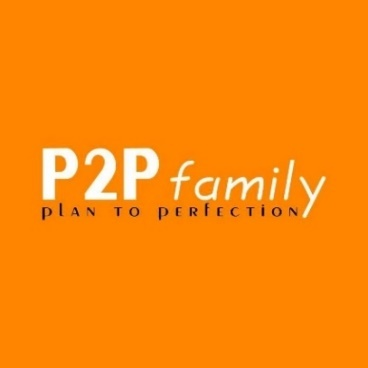 P2P family
PLAN TO PERFECTION